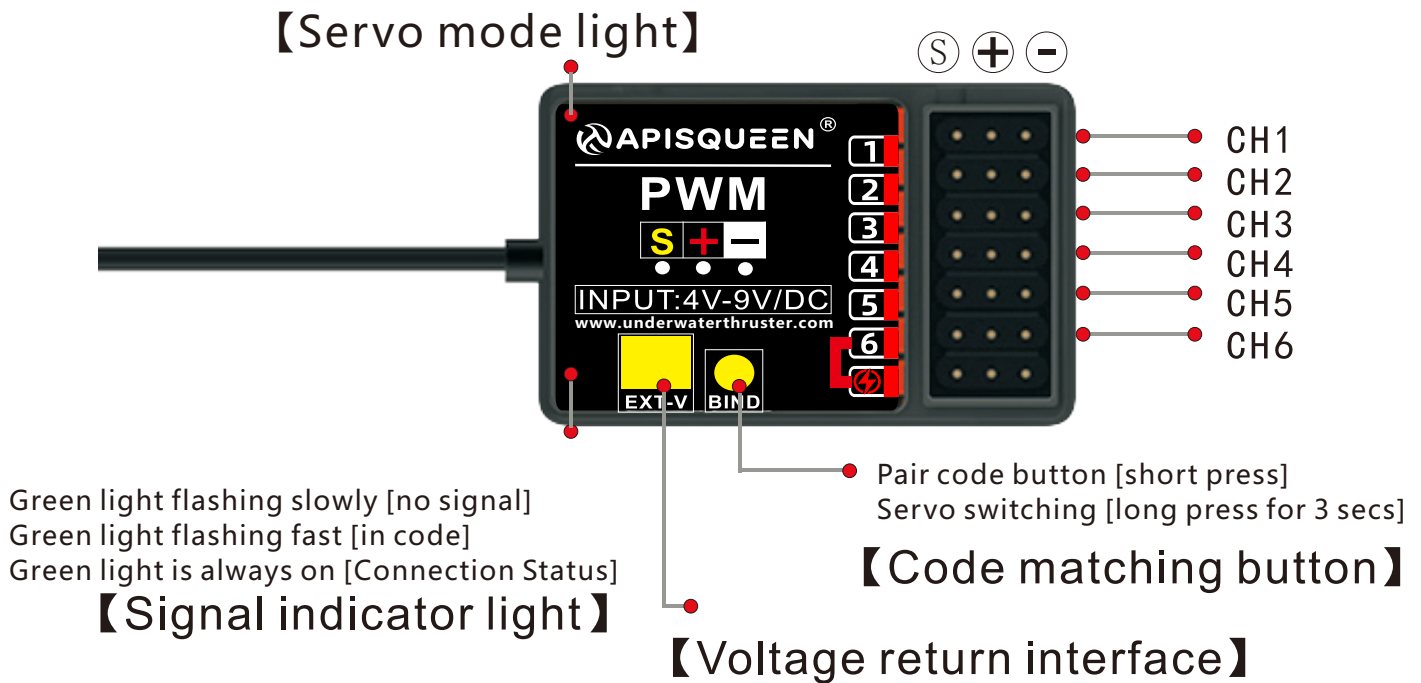 【Servo mode light】
S + -
APISQUEEN®
PWM
S + -
INPUT:4V-9V/DC
www.underwaterthruster.com
EXT-V
BIND
1
2
3
4
5
6
CH1
CH2
CH3
CH4
CH5
CH6
Green light flashing slowly [no signal]
Green light flashing fast [in code]
Green light is always on [Connection Status]
【Signal indicator light】
Pair code button [short press]
Servo switching [long press for 3 secs]
【Code matching button】
【Voltage return interface】